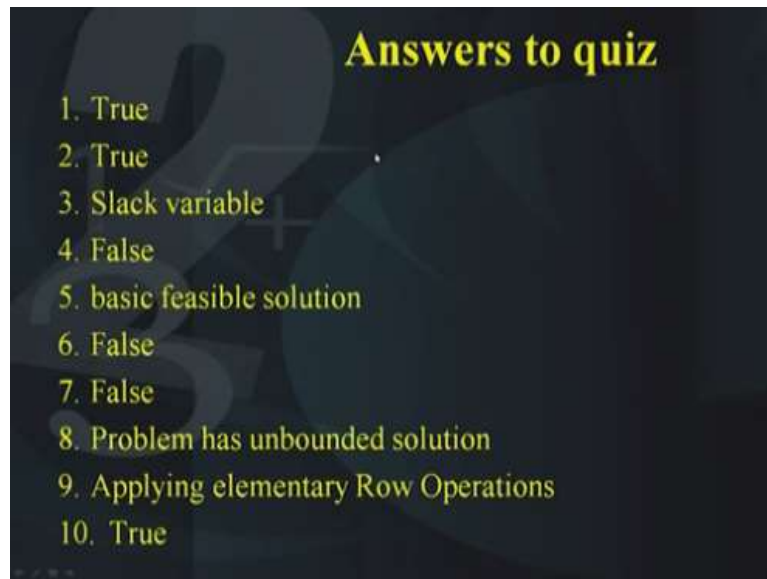 Answers to quiz
1. True
2. True
3. Slack variable
4. False
5. basic feasible solution
6. False
7. False
8. Problem has unbounded solution
9. Applying elementary Row Operations
10. True